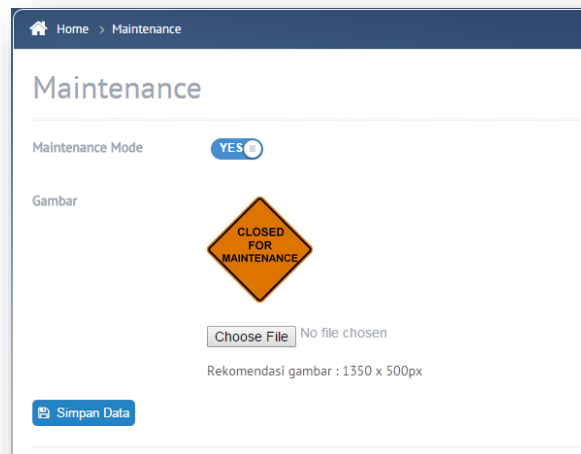 Home > Maintenance
Maintenance
Maintenance Mode YES
Gambar
CLOSED
FOR
MAINTENANCE
Choose File No file chosen
Rekomendasi gambar : 1350 x 500px
Simpan Data